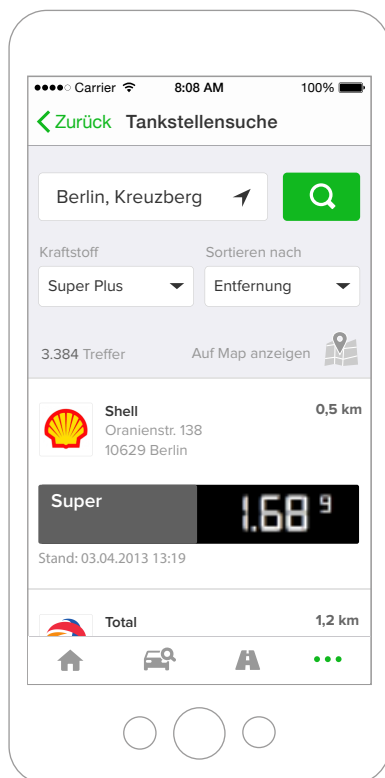 Carrier 8:08 AM 100%
Zurück Tankstellensuche
Berlin, Kreuzberg
Kraftstoff Sortieren nach
Super Plus Entfernung
3.384 Treffer Auf Map anzeigen
Shell 0,5 km
Oranienstr. 138
10629 Berlin
Super 1.68 9
Stand: 03.04.2013 13:19
Total 1,2 km